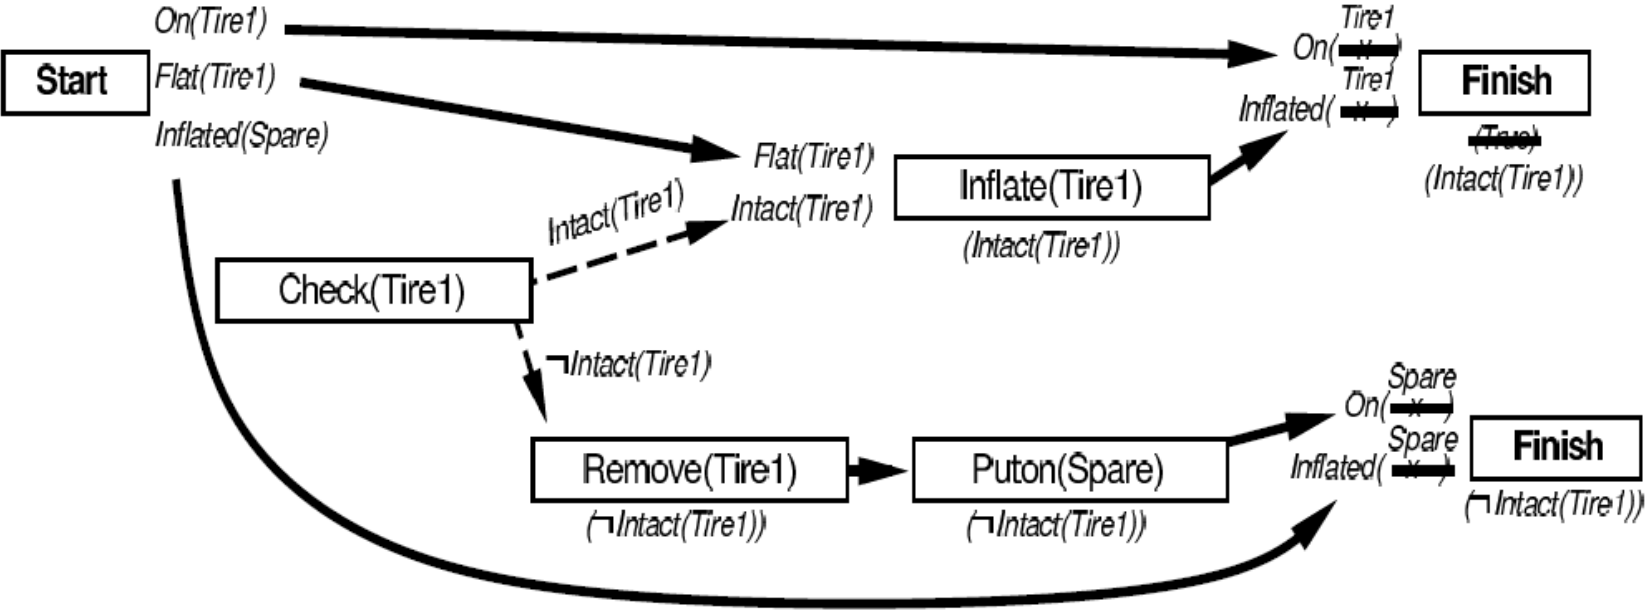 On(Tire1)
Start
Flat(Tire1)
Inflated(Spare)
Tire1
On( x )
Tire1
Inflated( x )
Finish
(True)
(Intact(Tire1))
Flat(Tire1)
Intact(Tire1)
Inflate(Tire1)
(Intact(Tire1))
Intact(Tire1)
Check(Tire1)
¬Intact(Tire1)
Remove(Tire1)
(¬Intact(Tire1))
Puton(Spare)
(¬Intact(Tire1))
Spare
On( x )
Spare
Inflated( x )
Finish
(¬Intact(Tire1))